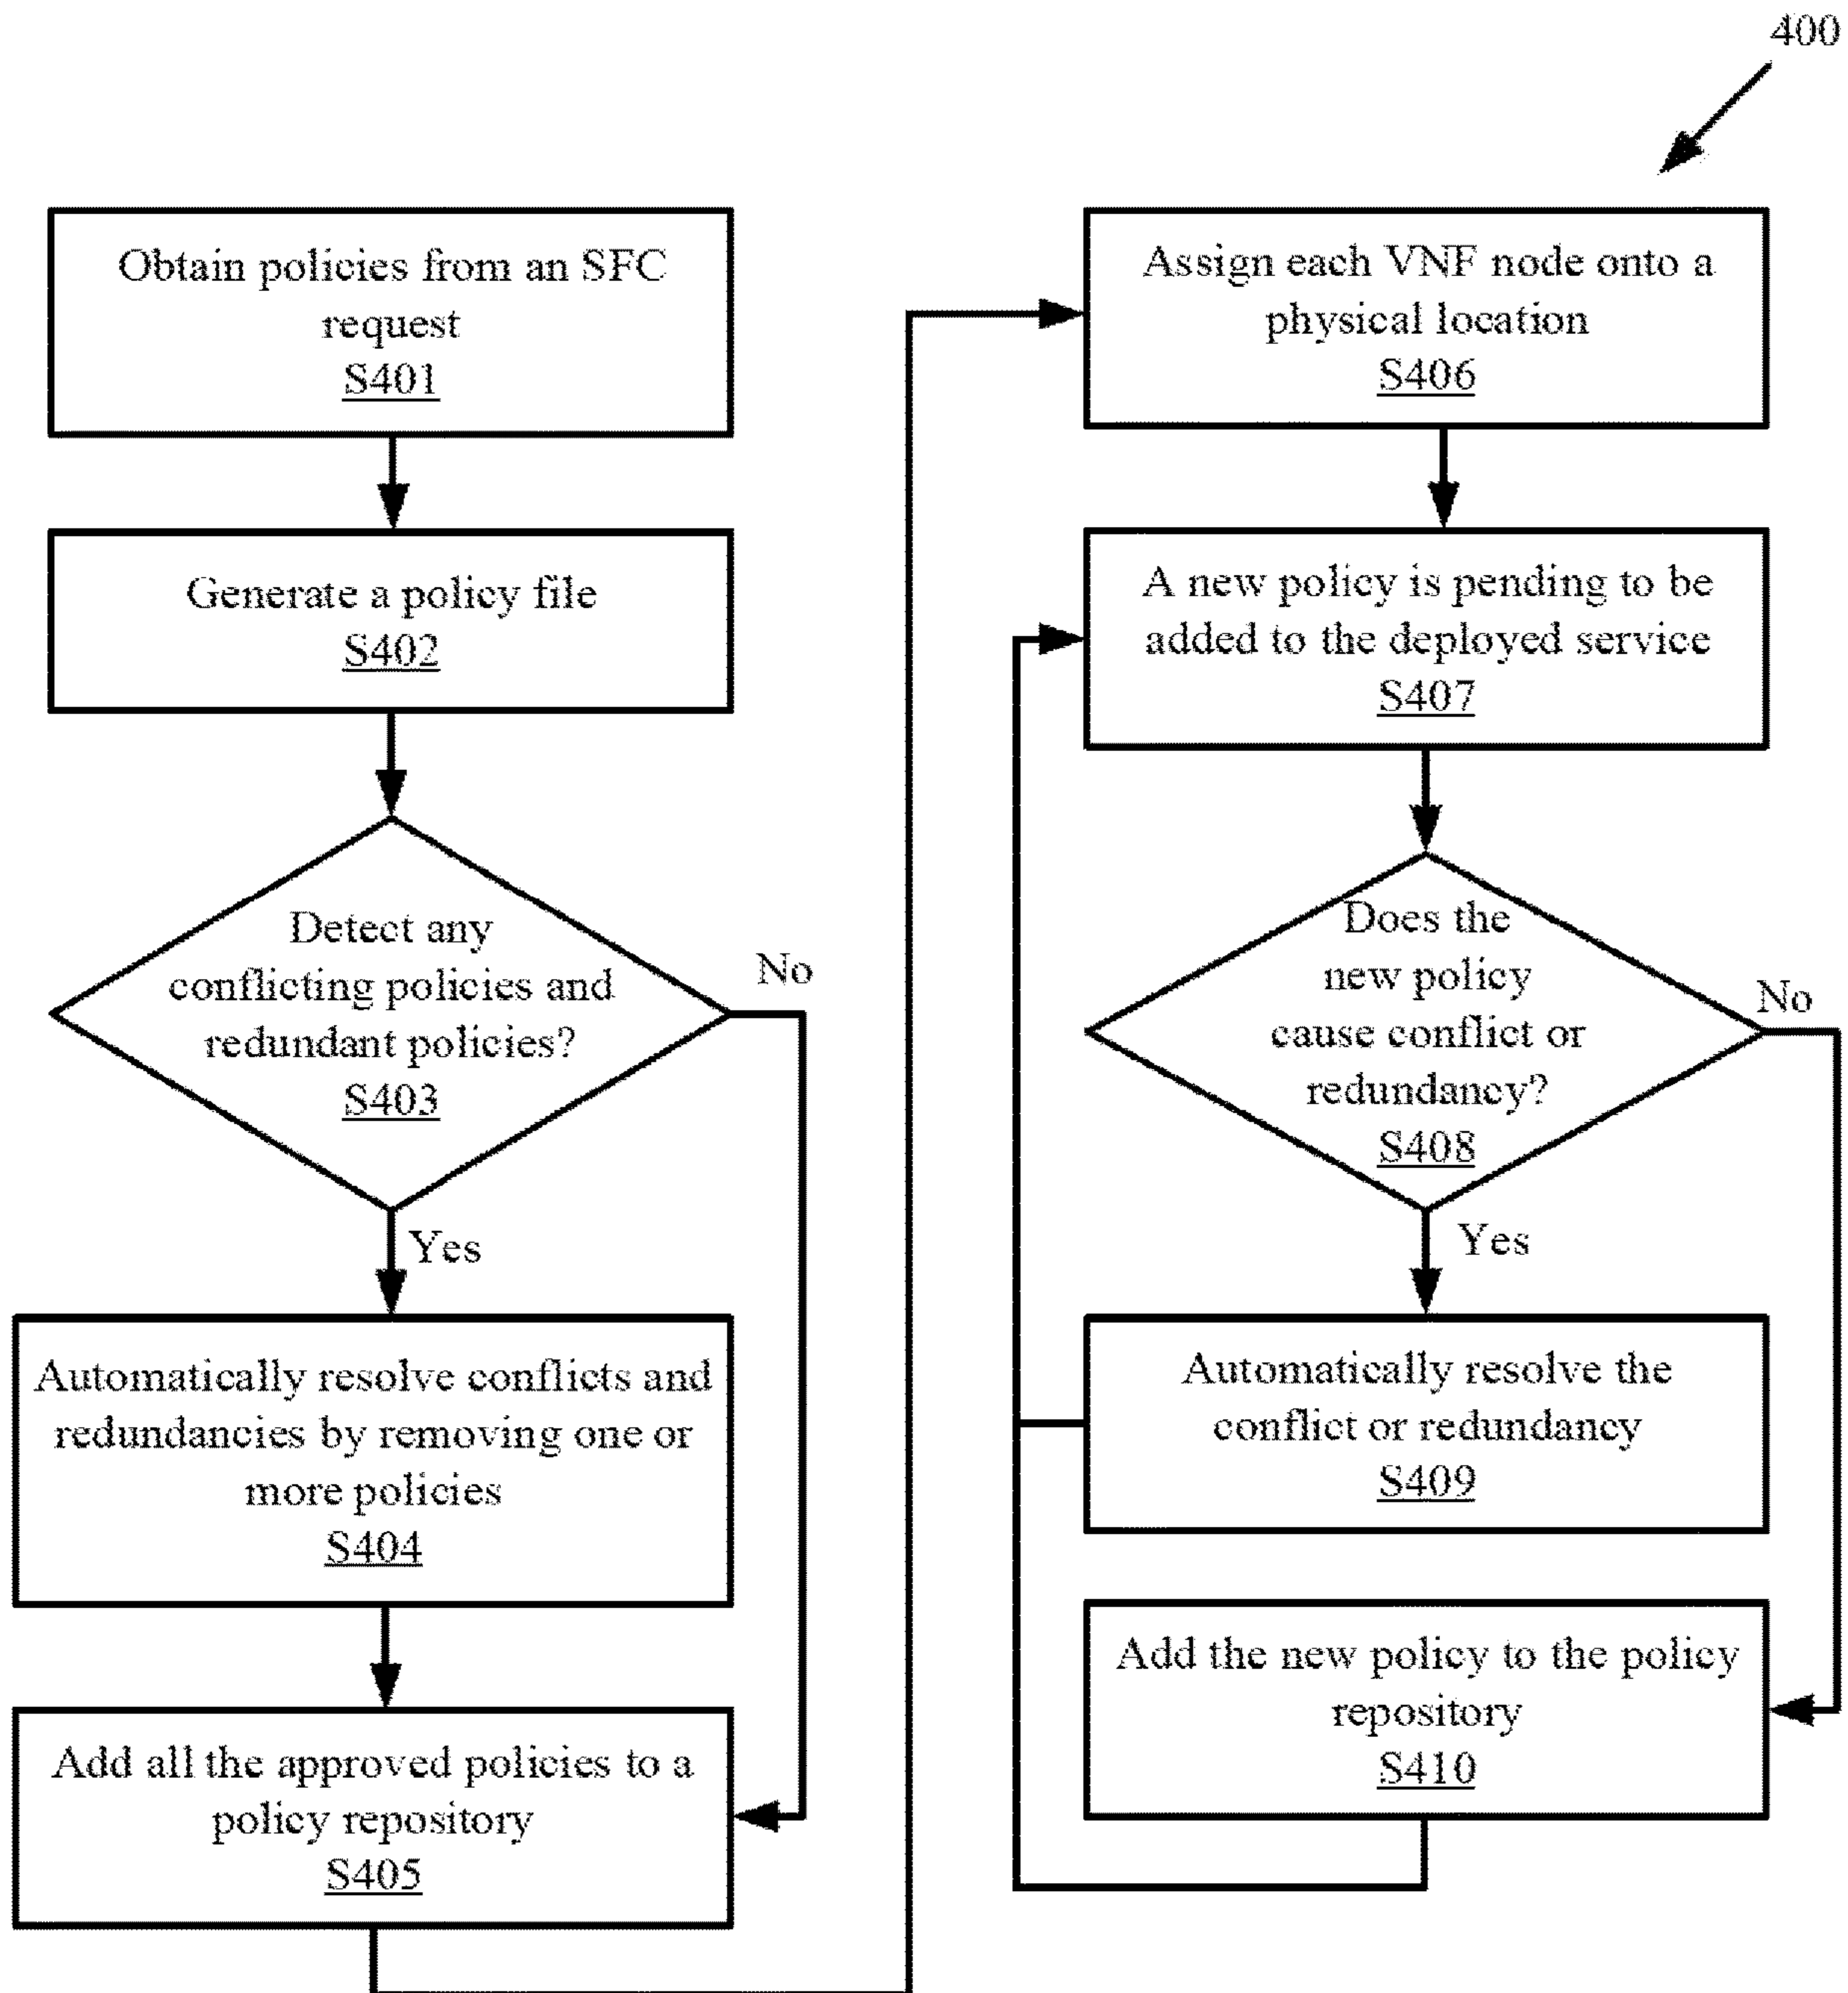 400
Obtain policies from an SFC
request
S401
Generate a policy file
S402
Detect any
conflicting policies and
redundant policies?
S403
No
Yes
Automatically resolve conflicts and
redundancies by removing one or
more policies
S404
Add all the approved policies to a
policy repository
S405
Assign each VNF node onto a
physical location
S406
A new policy is pending to be
added to the deployed service
S407
Does the
new policy
cause conflict or
redundancy?
S408
No
Yes
Automatically resolve the
conflict or redundancy
S409
Add the new policy to the policy
repository
S410